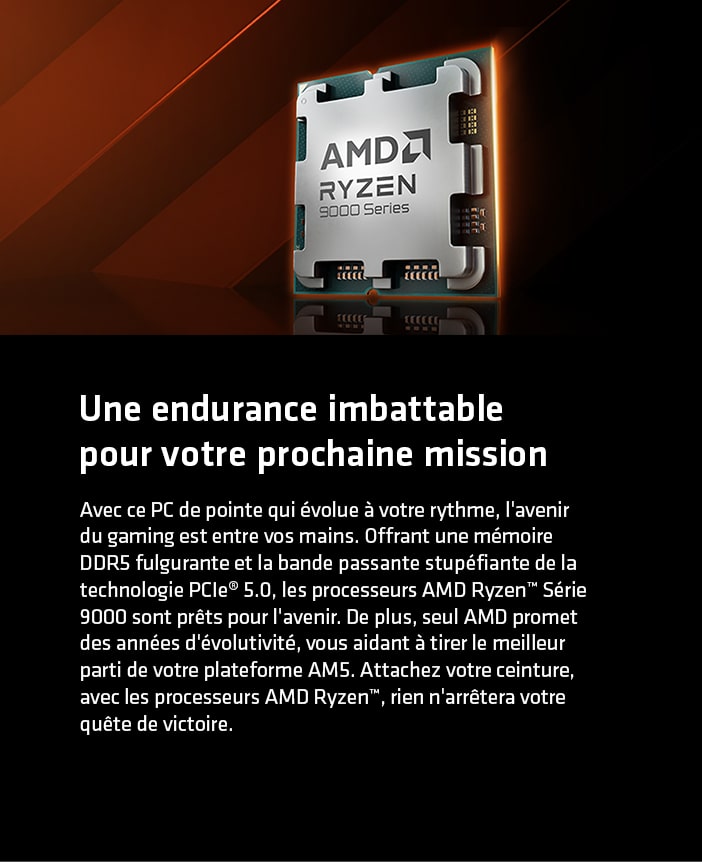 AMD
RYZEN
9000 Series
Une endurance imbattable
pour votre prochaine mission
Avec ce PC de pointe qui évolue à votre rythme, l'avenir
du gaming est entre vos mains. Offrant une mémoire
DDR5 fulgurante et la bande passante stupéfiante de la
technologie PCIe® 5.0, les processeurs AMD Ryzen™ Série
9000 sont prêts pour l'avenir. De plus, seul AMD promet
des années d'évolutivité, vous aidant à tirer le meilleur
parti de votre plateforme AM5. Attachez votre ceinture,
avec les processeurs AMD Ryzen™, rien n'arrêtera votre
quête de victoire.